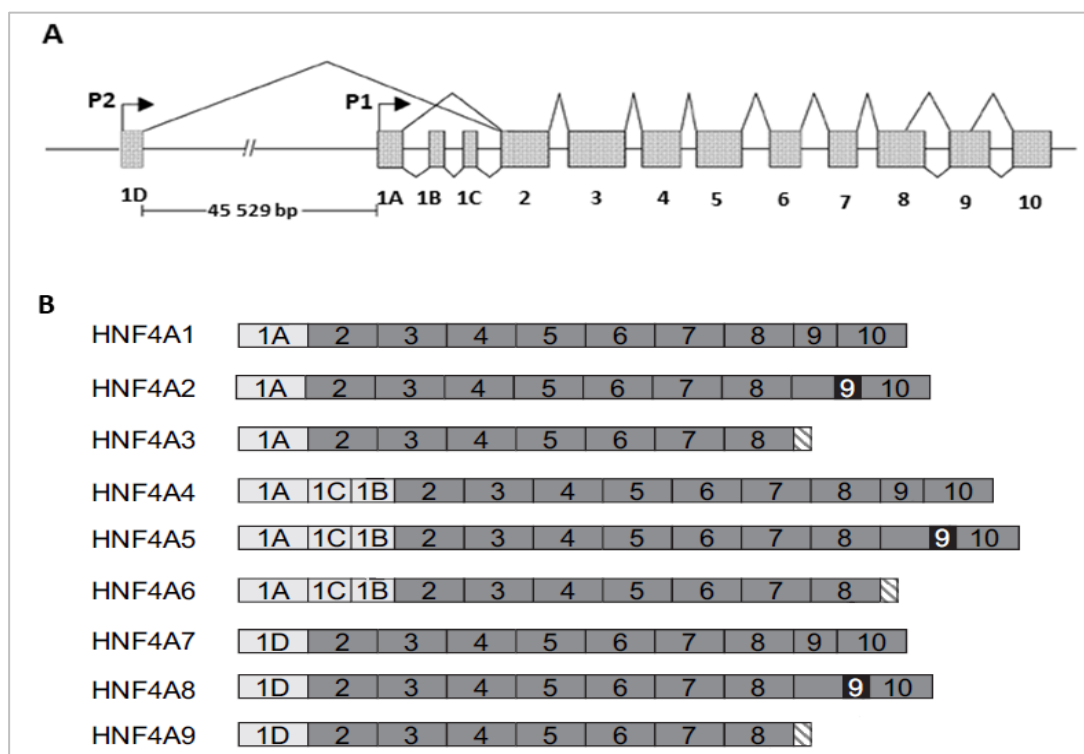 A
P2
P1
//
1D 1A 1B 1C 2 3 4 5 6 7 8 9 10
45 529 bp
B
HNF4A1 1A 2 3 4 5 6 7 8 9 10
HNF4A2 1A 2 3 4 5 6 7 8 9 10
HNF4A3 1A 2 3 4 5 6 7 8
HNF4A4 1A 1C 1B 2 3 4 5 6 7 8 9 10
HNF4A5 1A 1C 1B 2 3 4 5 6 7 8 9 10
HNF4A6 1A 1C 1B 2 3 4 5 6 7 8
HNF4A7 1D 2 3 4 5 6 7 8 9 10
HNF4A8 1D 2 3 4 5 6 7 8 9 10
HNF4A9 1D 2 3 4 5 6 7 8